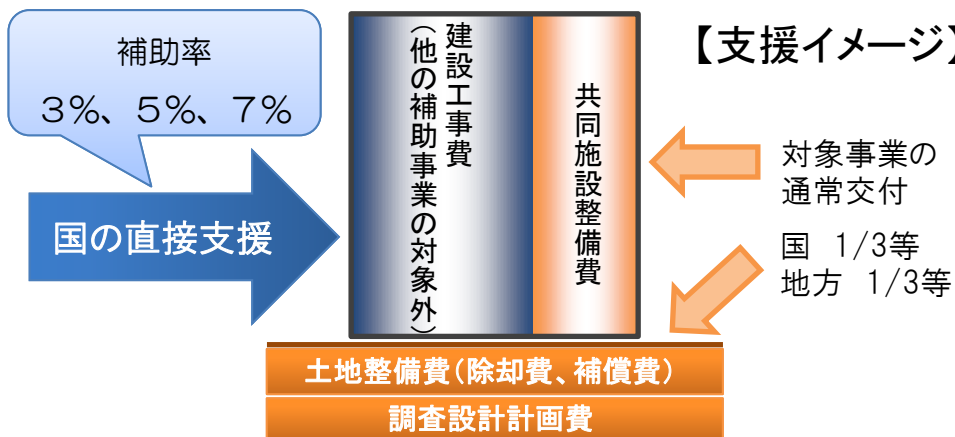 【支援イメージ】
補助率
３％、５％、７％
国の直接支援
建設工事費
（他の補助事業の対象外）
共同施設整備費
対象事業の
通常交付
国　1/3等
地方　1/3等
土地整備費（除却費、補償費）
調査設計計画費